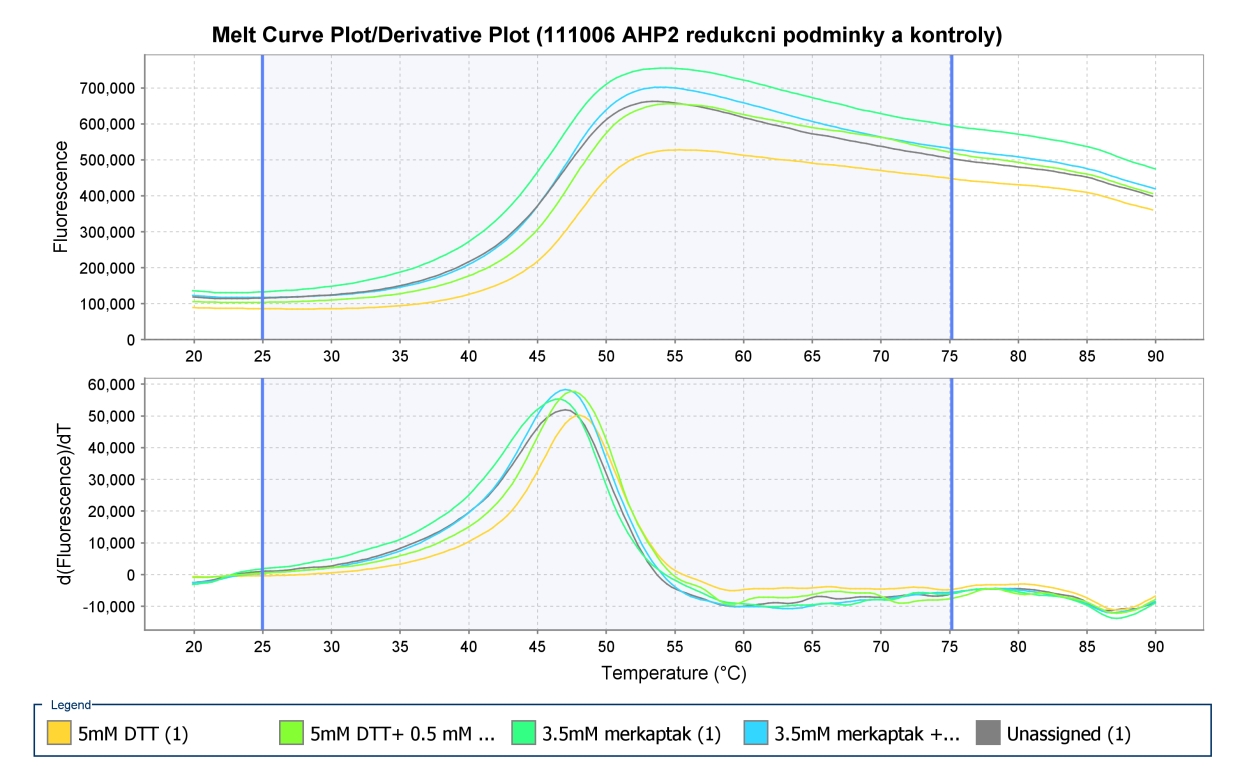 Melt Curve Plot/Derivative Plot (111006 AHP2 redukcni podminky a kontroly)
Fluorescence
700,000
600,000
500,000
400,000
300,000
200,000
100,000
0
20 25 30 35 40 45 50 55 60 65 70 75 80 85 90
d(Fluorescence)/dT
60,000
50,000
40,000
30,000
20,000
10,000
0
-10,000
20 25 30 35 40 45 50 55 60 65 70 75 80 85 90
Temperature (°C)
Legend
5mM DTT (1) 5mM DTT+ 0.5 mM ... 3.5mM merkaptak (1) 3.5mM merkaptak +... Unassigned (1)